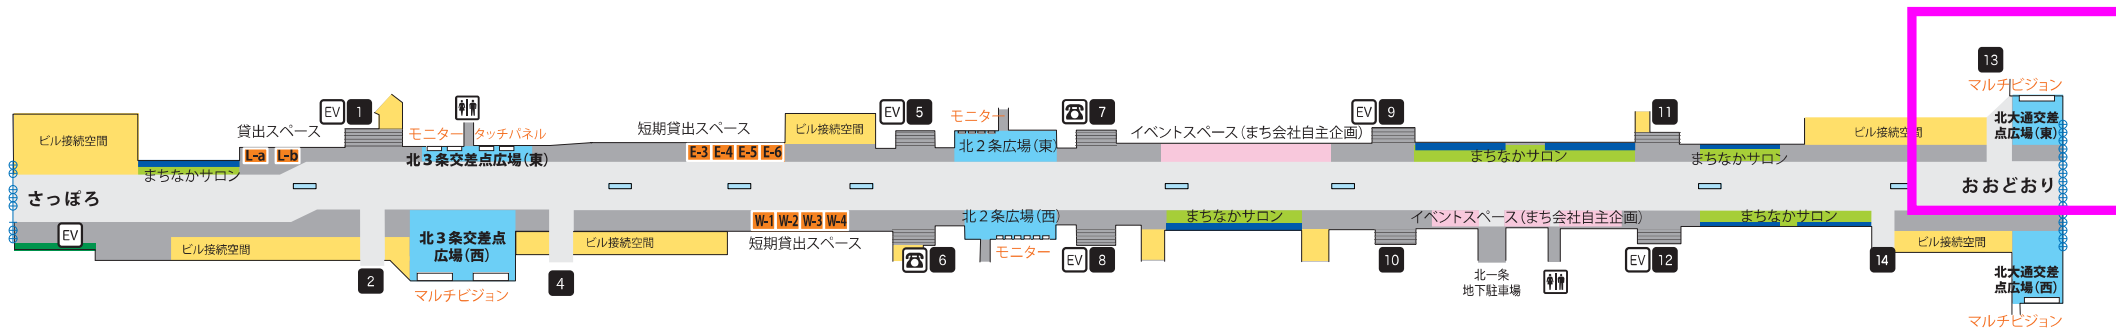 13
マルチビジョン
EV 1
EV 5
7
EV 9
11
モニター
イベントスペース(まち会社自主企画)
貸出スペース
モニター タッチパネル
短期貸出スペース
ビル接続空間
ビル接続空間
ビル接続空間
北大通交差
点広場(東)
L-a L-b
北3条交差点広場(東)
E-3 E-4 E-5 E-6
北2条広場(東)
まちなかサロン
まちなかサロン
まちなかサロン
さっぽろ
おおどおり
W-1 W-2 W-3 W-4
北2条広場(西)
まちなかサロン
イベントスペース(まち会社自主企画)
まちなかサロン
EV
ビル接続空間
北3条交差点
広場(西)
ビル接続空間
短期貸出スペース
モニター
ビル接続空間
6
EV 8
10
EV 12
14
2
4
マルチビジョン
北一条
地下駐車場
北大通交差
点広場(西)
マルチビジョン